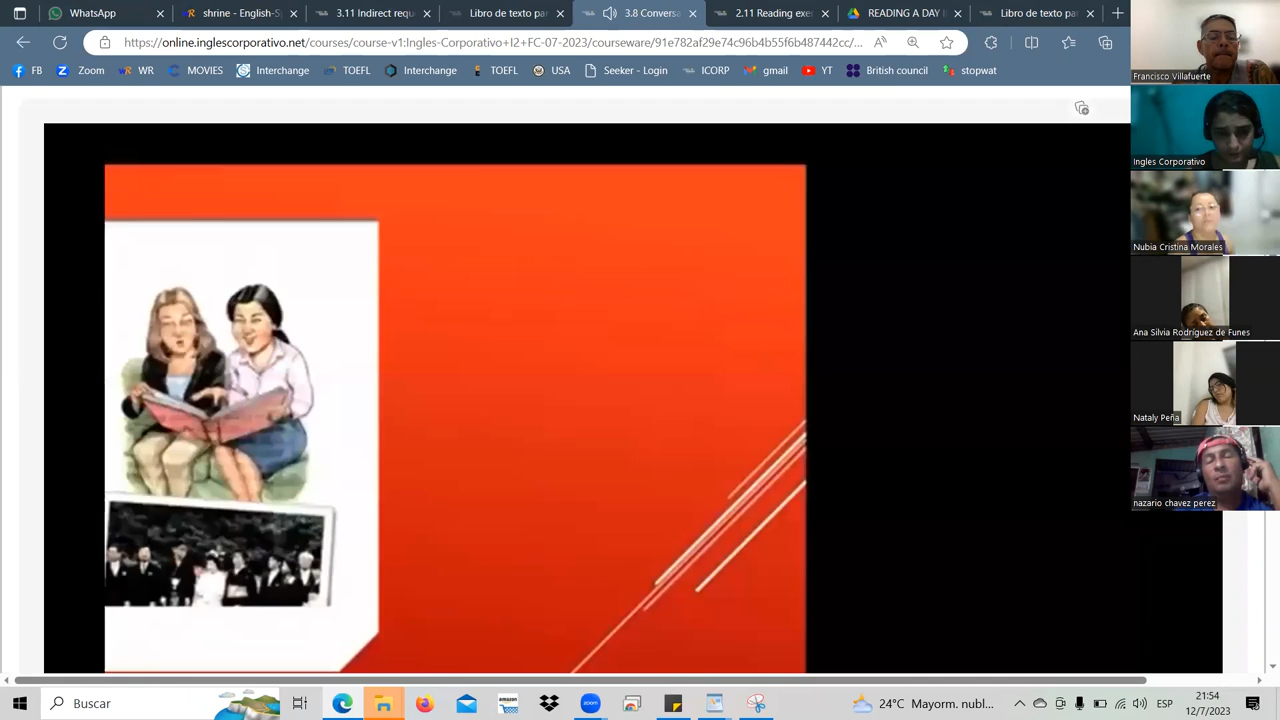 WhatsApp
shrine - English-S
3.11 Indirect requ
Libro de texto par
3.8 Conversa
2.11 Reading exer
READING A DAY I
Libro de texto par
https://online.inglescorporativo.net/courses/course-v1:Ingles-Corporativo+I2+FC-07-2023/courseware/91e782af29e74c96b4b55f6b487442cc/...
FB
Zoom
WR
MOVIES
Interchange
TOEFL
Interchange
TOEFL
USA
Seeker - Login
ICORP
gmail
YT
British council
stopwat
Francisco Villafuerte
Ingles Corporativo
Nubia Cristina Morales
Ana Silvia Rodríguez de Funes
Nataly Peña
nazario chavez perez
Buscar
24°C Mayorm. nubl...
ESP
21:54
12/7/2023